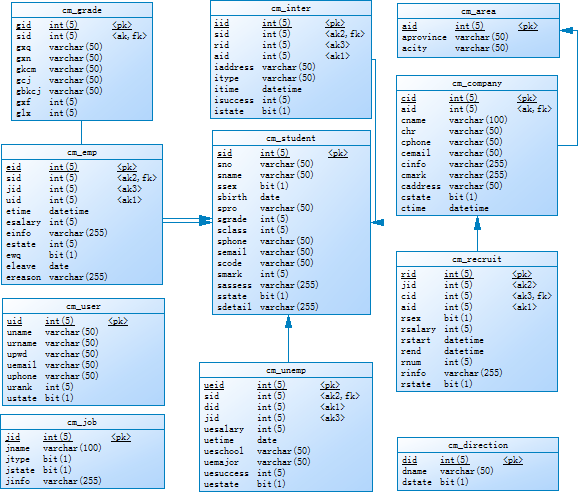 cm_grade
gid int(5) <pk>
sid int(5) <ak,fk>
gxq varchar(50)
gxn varchar(50)
gkcm varchar(50)
gcj varchar(50)
gbkcj varchar(50)
gxf int(5)
glx int(5)
cm_inter
iid int(5) <pk>
sid int(5) <ak2,fk>
rid int(5) <ak3>
aid int(5) <ak1>
iaddress varchar(50)
itype varchar(50)
itime datetime
isuccess int(5)
istate bit(1)
cm_area
aid int(5) <pk>
aprovince varchar(50)
acity varchar(50)
cm_company
cid int(5) <pk>
aid int(5) <ak,fk>
cname varchar(100)
chr varchar(50)
cphone varchar(50)
cemail varchar(50)
cinfo varchar(255)
cmark varchar(255)
caddress varchar(50)
cstate bit(1)
ctime datetime
cm_emp
eid int(5) <pk>
sid int(5) <ak2,fk>
jid int(5) <ak3>
uid int(5) <ak1>
etime datetime
esalary int(5)
einfo varchar(255)
estate int(5)
ewq bit(1)
eleave date
ereason varchar(255)
cm_student
sid int(5) <pk>
sno varchar(50)
sname varchar(50)
ssex bit(1)
sbirth date
spro varchar(50)
sgrade int(5)
sclass int(5)
sphone varchar(50)
semail varchar(50)
scode varchar(50)
smark int(5)
sassess varchar(255)
sstate bit(1)
sdetail varchar(255)
cm_recruit
rid int(5) <pk>
jid int(5) <ak2>
cid int(5) <ak3,fk>
aid int(5) <ak1>
rsex bit(1)
rsalary int(5)
rstart datetime
rend datetime
rnum int(5)
rinfo varchar(255)
rstate bit(1)
cm_user
uid int(5) <pk>
uname varchar(50)
urname varchar(50)
upwd varchar(50)
uemail varchar(50)
uphone varchar(50)
urank int(5)
ustate bit(1)
cm_unemp
ueid int(5) <pk>
sid int(5) <ak2,fk>
did int(5) <ak1>
jid int(5) <ak3>
uesalary int(5)
uetime date
ueschool varchar(50)
uemajor varchar(50)
uesuccess int(5)
uestate bit(1)
cm_job
jid int(5) <pk>
jname varchar(100)
jtype bit(1)
jstate bit(1)
jinfo varchar(255)
cm_direction
did int(5) <pk>
dname varchar(50)
dstate bit(1)